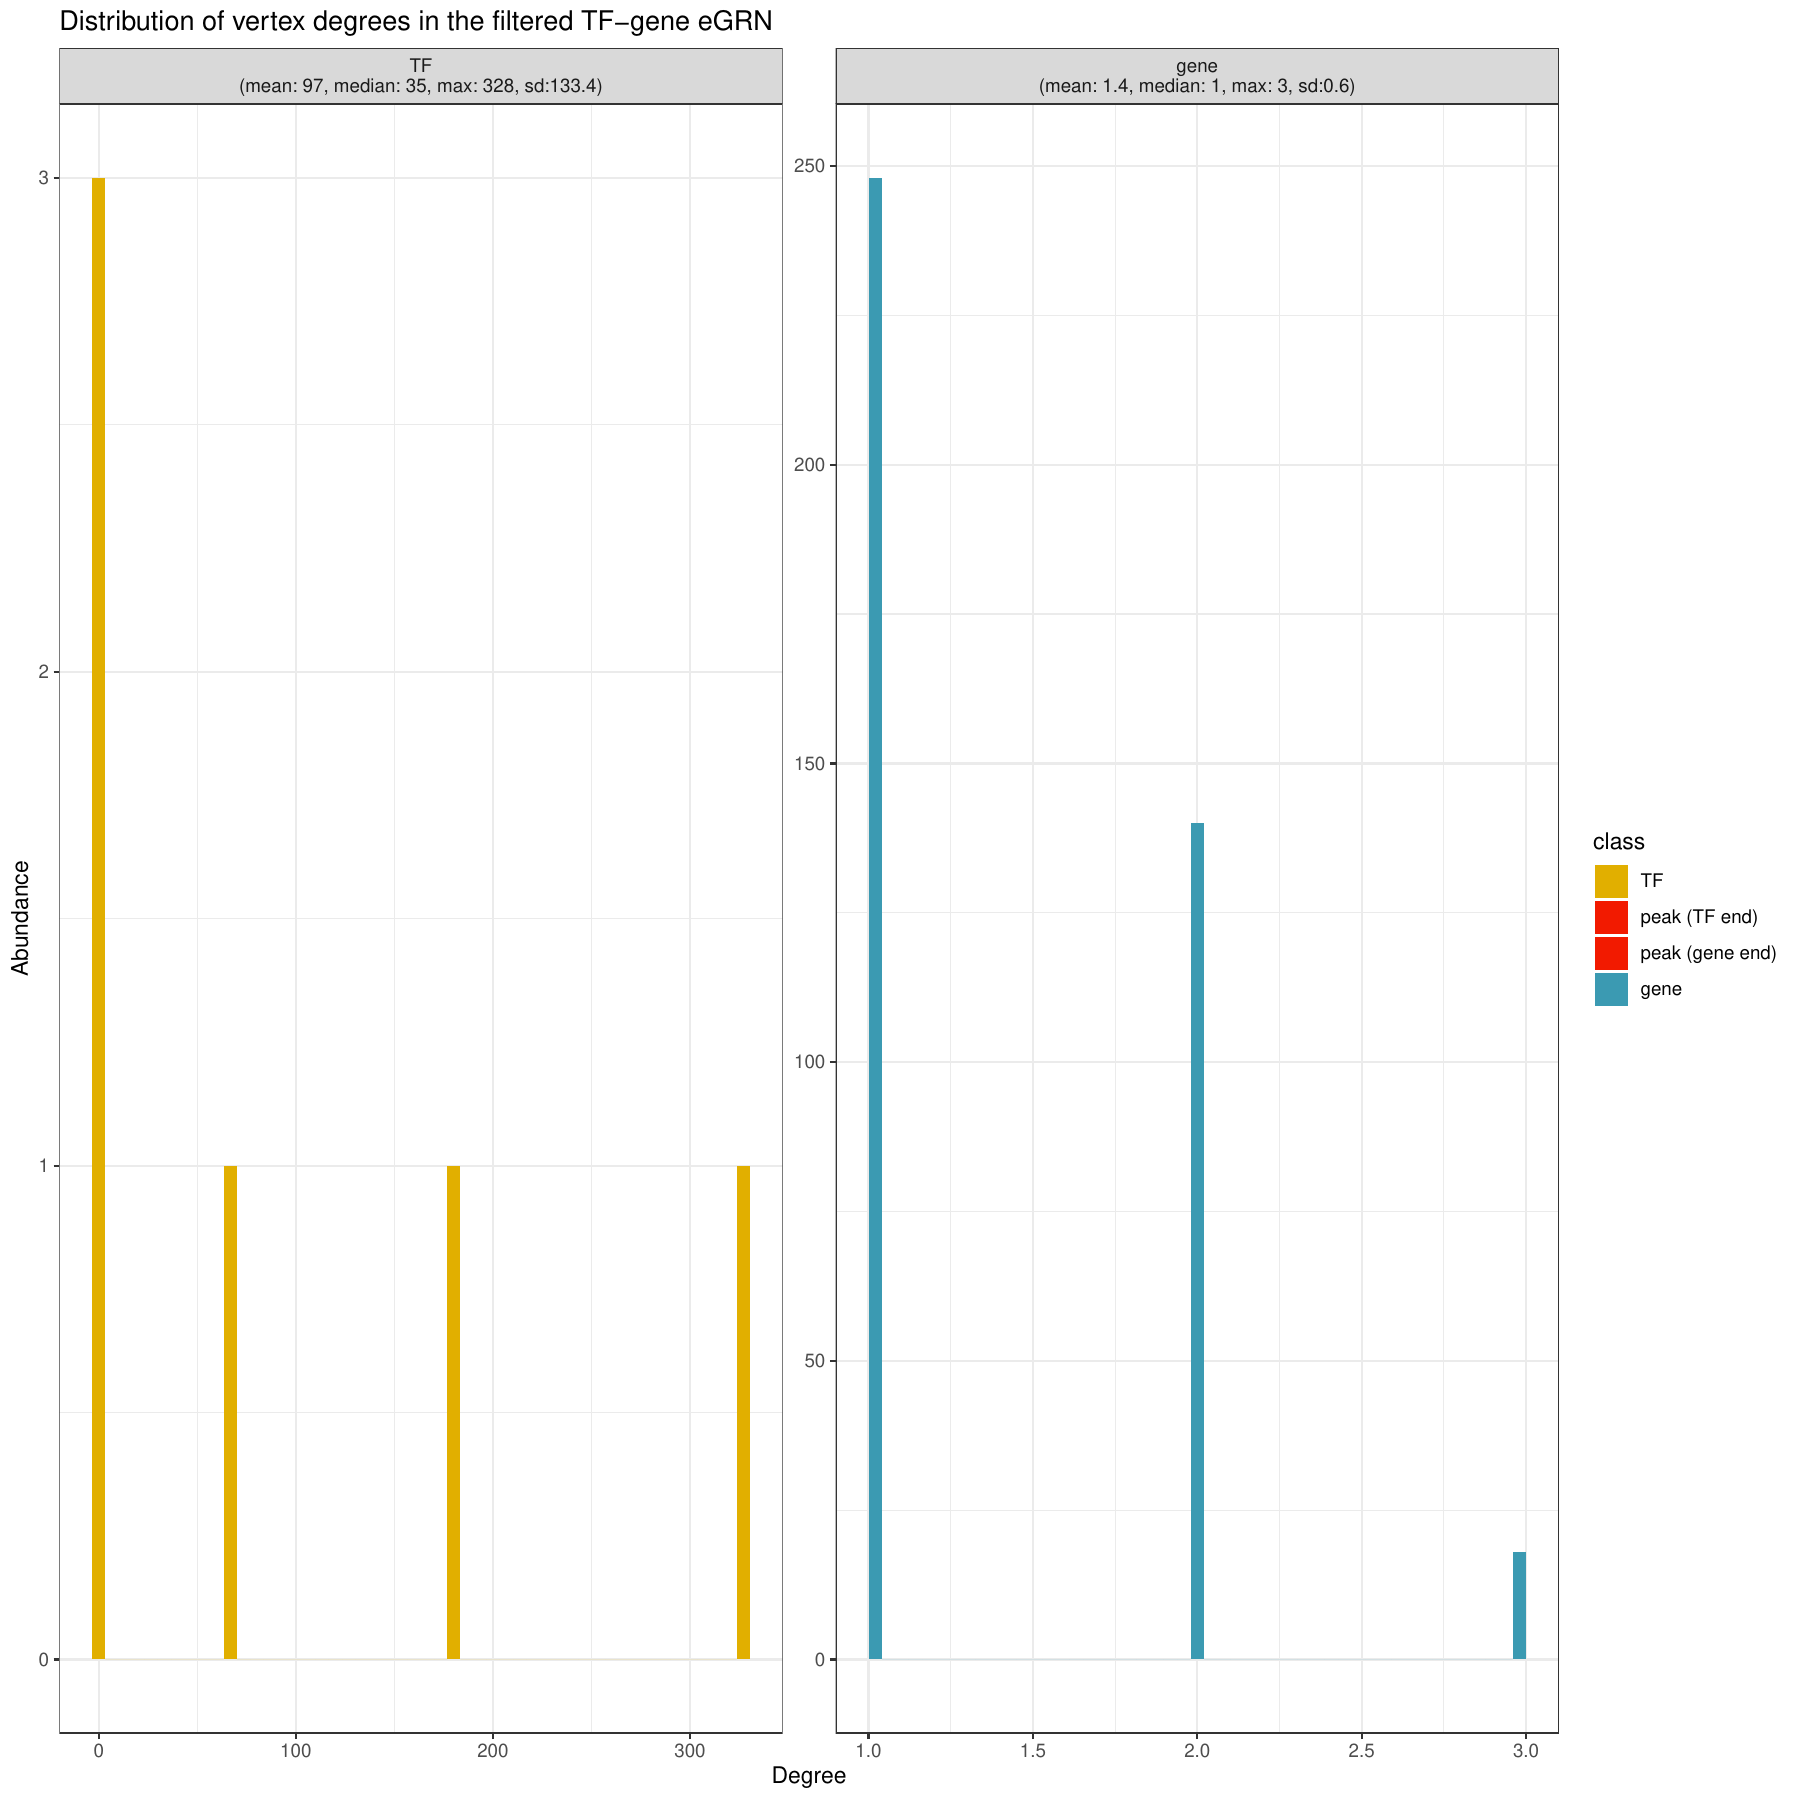 Distribution of vertex degrees in the filtered TF−gene eGRN
TF
(mean: 97, median: 35, max: 328, sd:133.4)
gene
(mean: 1.4, median: 1, max: 3, sd:0.6)
Abundance
3
2
1
0
0
100
200
300
250
200
150
100
50
0
1.0
1.5
2.0
2.5
3.0
Degree
class
TF
peak (TF end)
peak (gene end)
gene